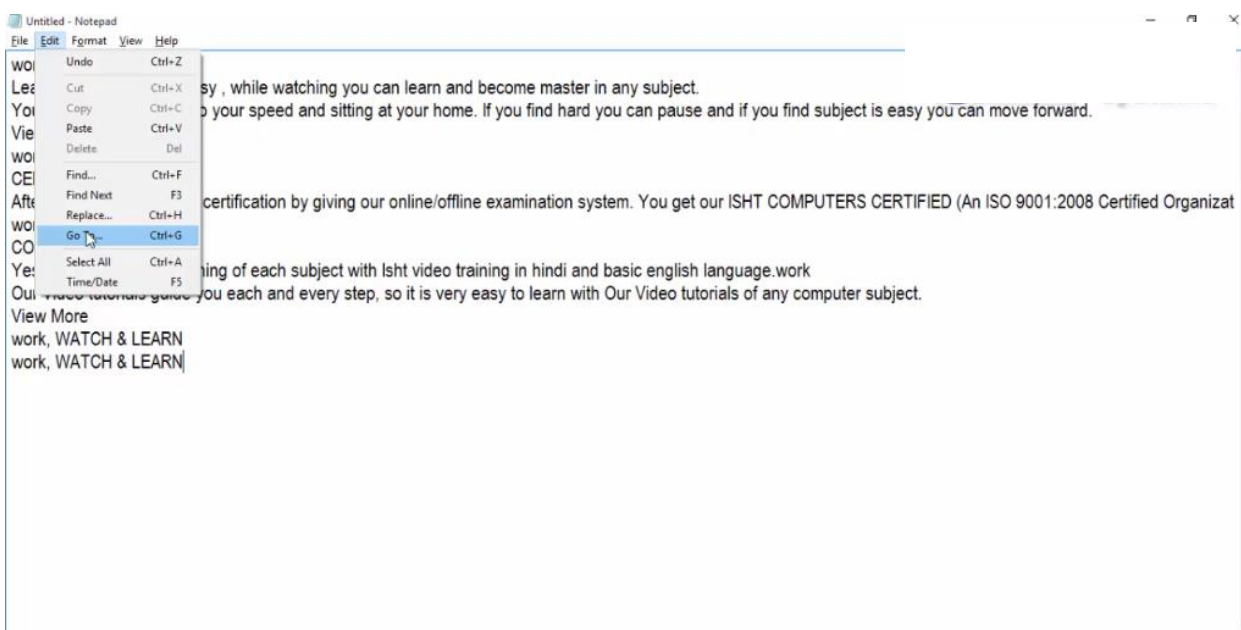 Untitled - Notepad
File Edit Format View Help
Undo Ctrl+Z
Cut Ctrl+X
Copy Ctrl+C
Paste Ctrl+V
Delete Del
Find... Ctrl+F
Find Next F3
Replace... Ctrl+H
Go To... Ctrl+G
Select All Ctrl+A
Time/Date F5
, while watching you can learn and become master in any subject.
your speed and sitting at your home. If you find hard you can pause and if you find subject is easy you can move forward.
certification by giving our online/offline examination system. You get our ISHT COMPUTERS CERTIFIED (An ISO 9001:2008 Certified
of each subject with Isht video training in hindi and basic english language.work
Our Video tutorials guide you each and every step, so it is very easy to learn with Our Video tutorials of any computer subject.
View More
work, WATCH & LEARN
work, WATCH & LEARN